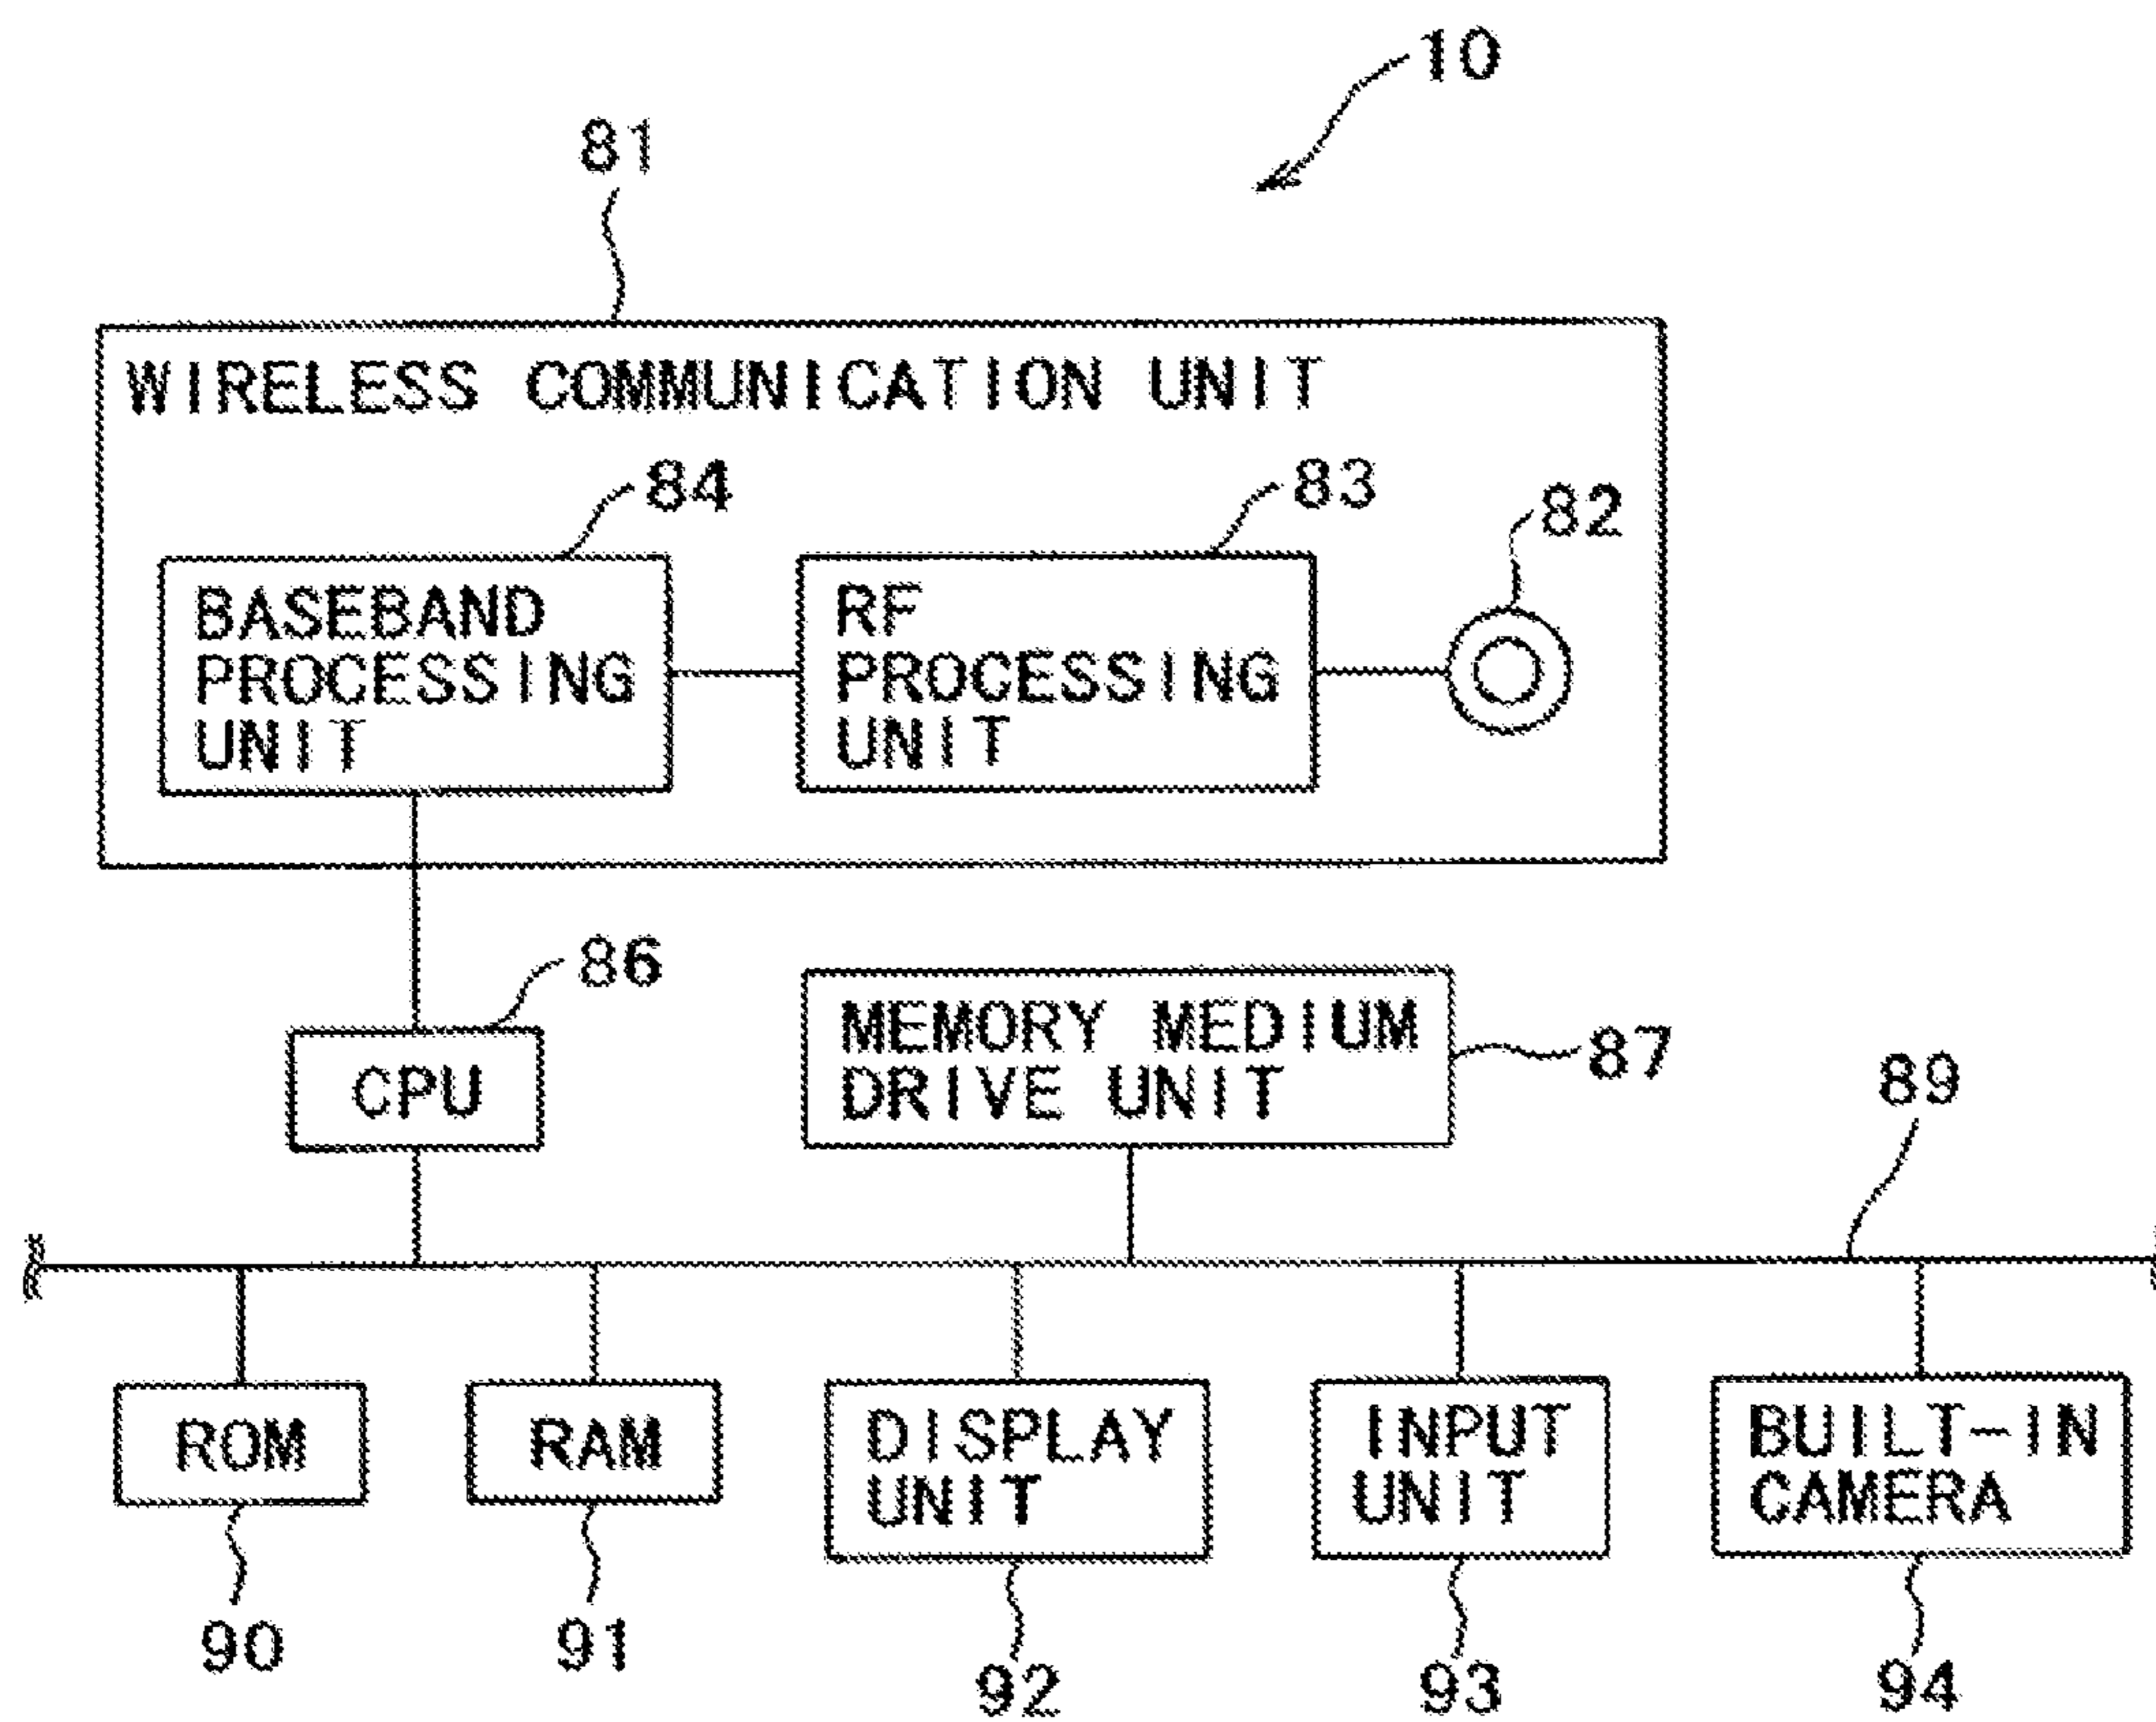 10
81
WIRELESS COMMUNICATION UNIT
84
83
82
BASEBAND
PROCESSING
UNIT
RF
PROCESSING
UNIT
86
CPU
MEMORY MEDIUM
DRIVE UNIT
87
89
ROM
RAM
DISPLAY
UNIT
INPUT
UNIT
BUILT-IN
CAMERA
90
91
92
93
94